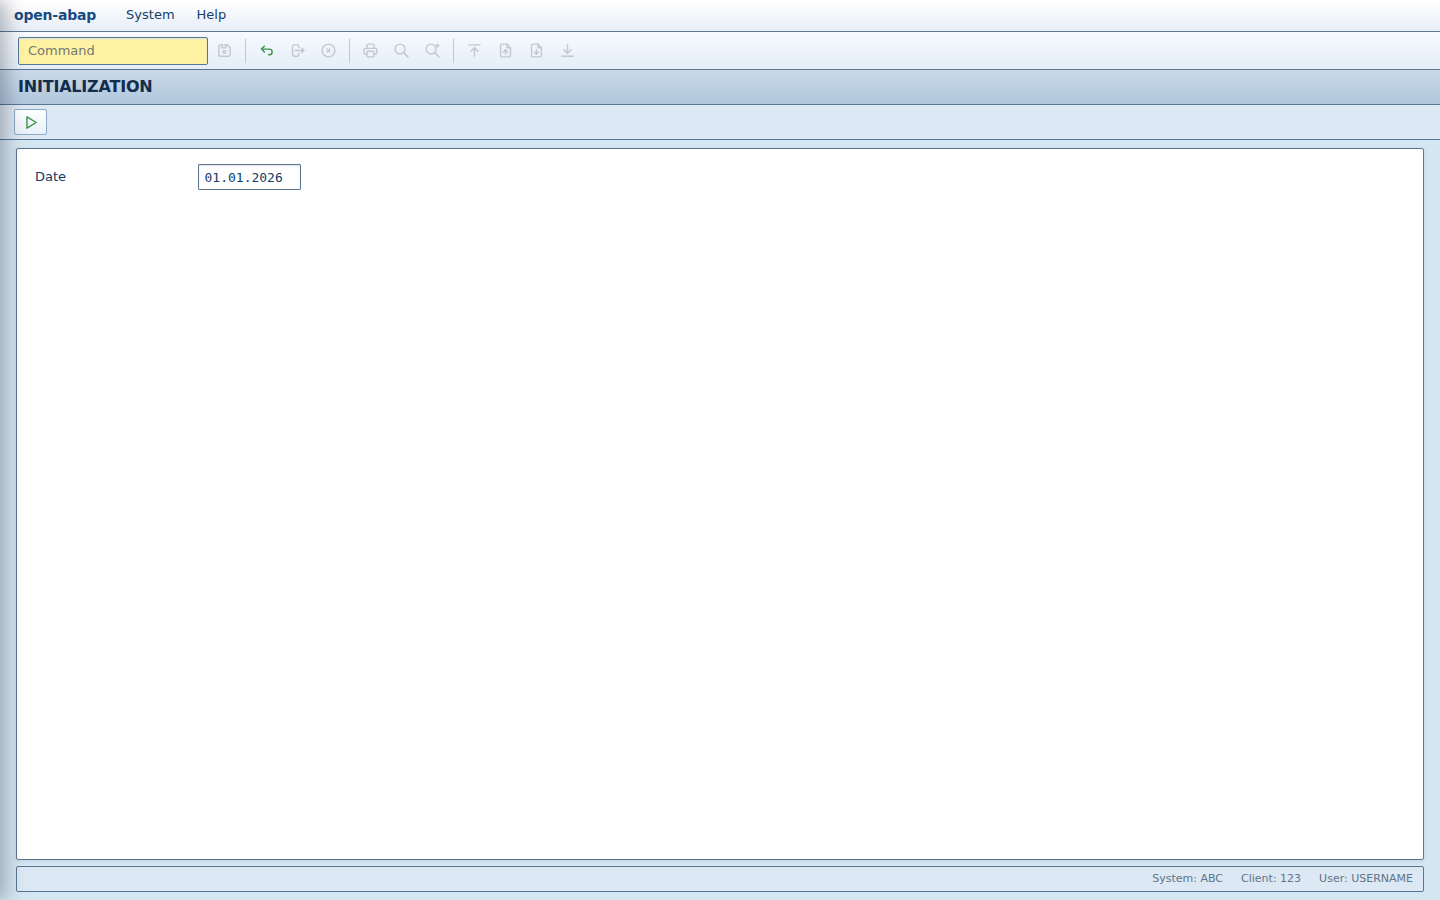 open-abap System Help
Command
INITIALIZATION
Date 01.01.2026
System: ABC Client: 123 User: USERNAME